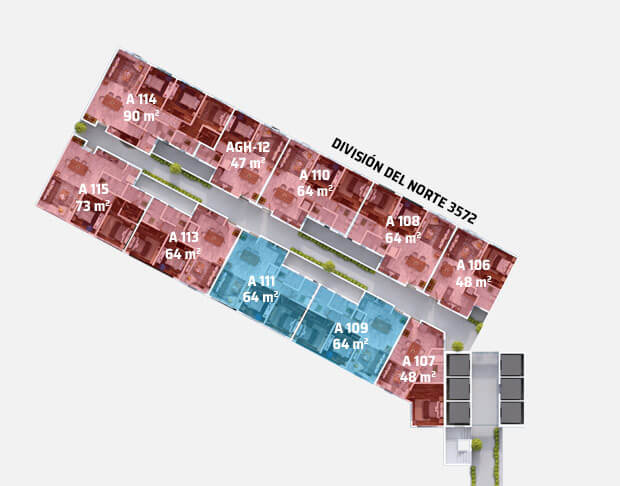 A 114
90 m²
AGH-12
47 m²
DIVISIÓN DEL NORTE 3572
A 110
64 m²
A 115
73 m²
A 108
64 m²
A 113
64 m²
A 106
48 m²
A 111
64 m²
A 109
64 m²
A 107
48 m²